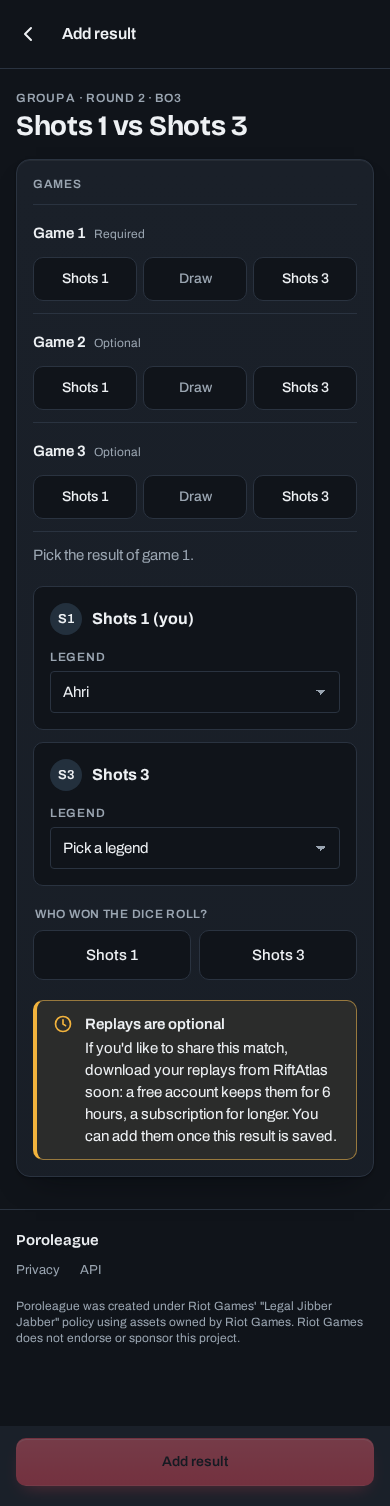 Add result
GROUP A · ROUND 2 · BO3
Shots 1 vs Shots 3
GAMES
Game 1 Required
Shots 1 Draw Shots 3
Game 2 Optional
Shots 1 Draw Shots 3
Game 3 Optional
Shots 1 Draw Shots 3
Pick the result of game 1.
S1 Shots 1 (you)
LEGEND
Ahri
S3 Shots 3
LEGEND
Pick a legend
WHO WON THE DICE ROLL?
Shots 1 Shots 3
Replays are optional
If you'd like to share this match,
download your replays from RiftAtlas
soon: a free account keeps them for 6
hours, a subscription for longer. You
can add them once this result is saved.
Poroleague
Privacy API
Poroleague was created under Riot Games' "Legal Jibber
Jabber" policy using assets owned by Riot Games. Riot Games
does not endorse or sponsor this project.
Add result